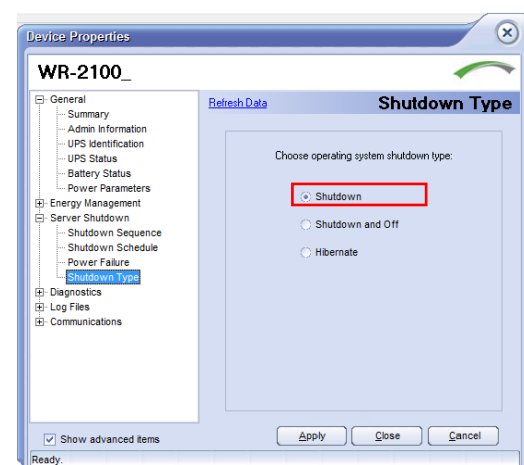 Device Properties
WR-2100_
General
Summary
Admin Information
UPS Identification
UPS Status
Battery Status
Power Parameters
Energy Management
Server Shutdown
Shutdown Sequence
Shutdown Schedule
Power Failure
Shutdown Type
Diagnostics
Log Files
Communications
Show advanced items
Refresh Data
Shutdown Type
Choose operating system shutdown type:
Shutdown
Shutdown and Off
Hibernate
Apply
Close
Cancel
Ready.